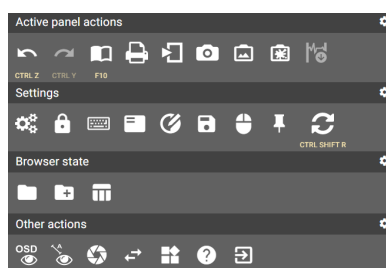 Active panel actions
CTRL Z CTRL Y F10
Settings
CTRL SHIFT R
Browser state
Other actions
OSD